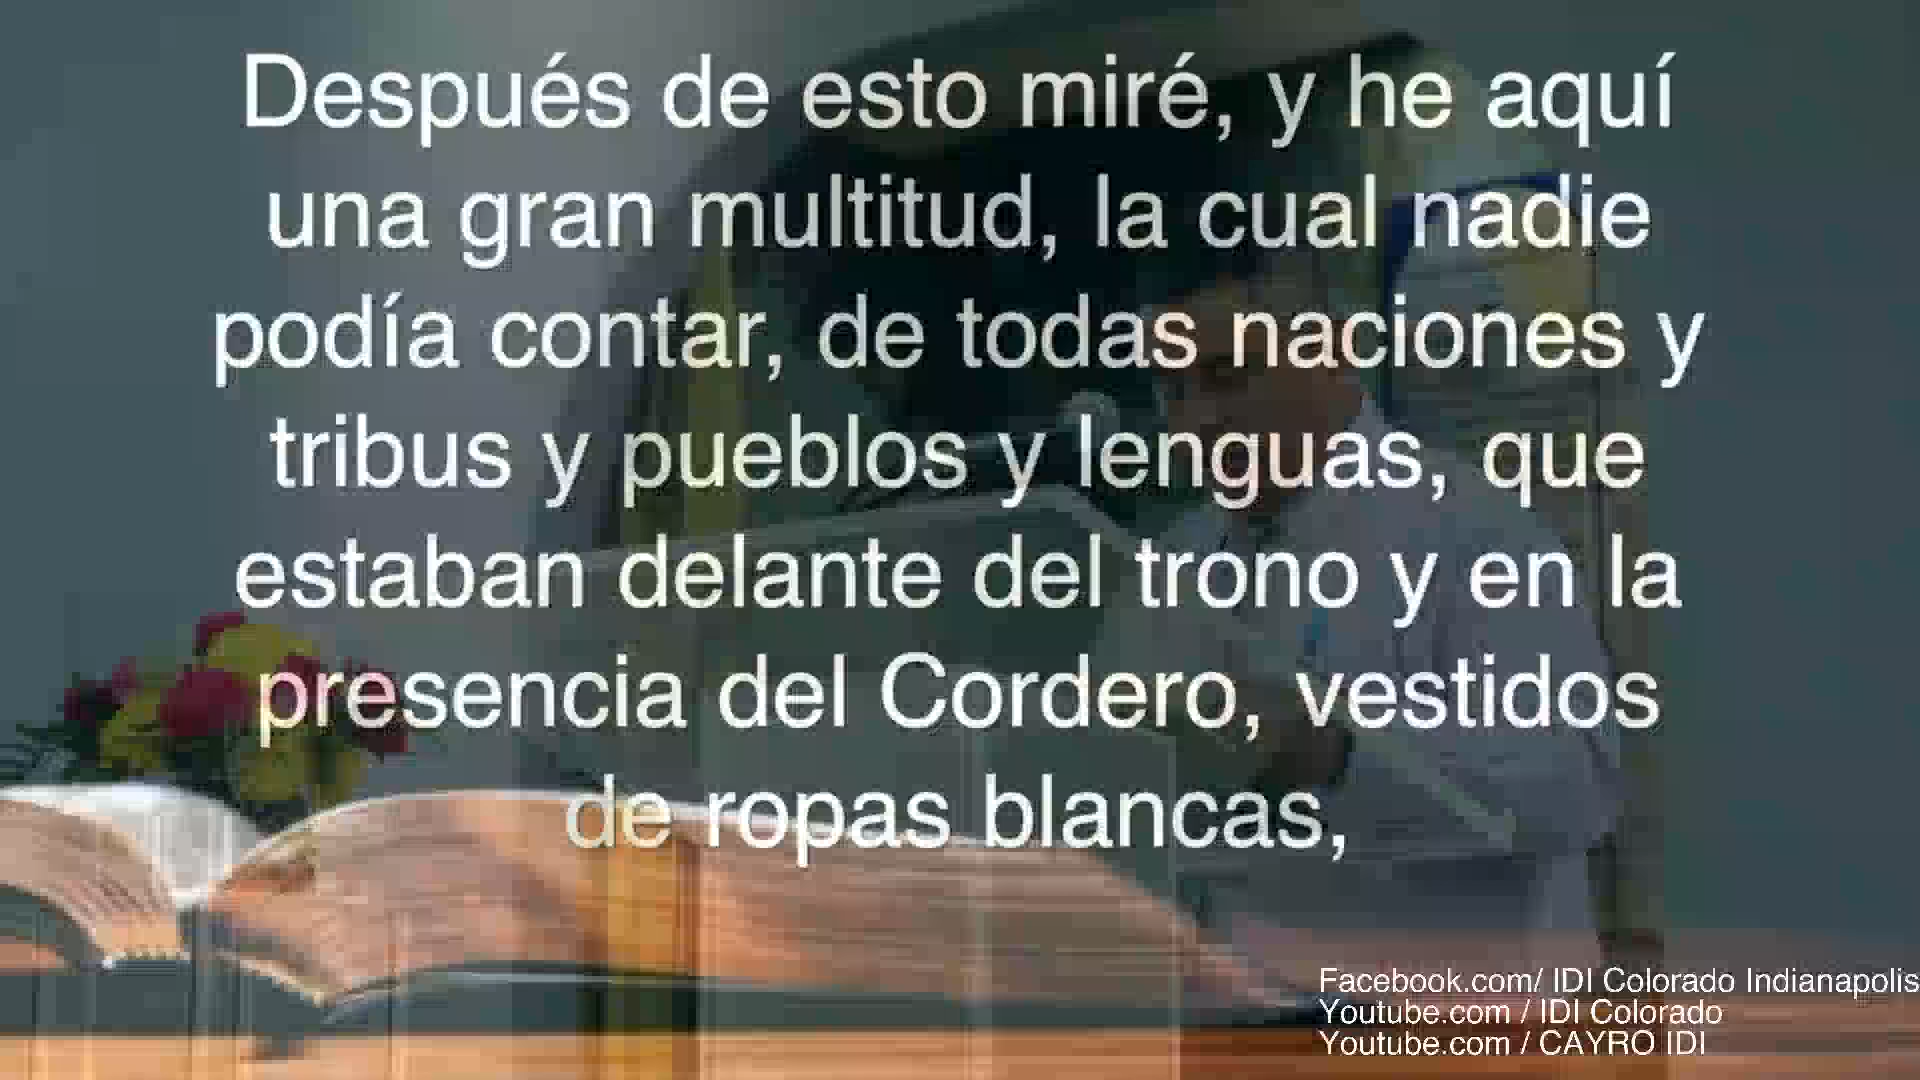 Después de esto miré, y he aquí
una gran multitud, la cual nadie
podía contar, de todas naciones y
tribus y pueblos y lenguas, que
estaban delante del trono y en la
presencia del Cordero, vestidos
de ropas blancas,
Facebook.com/ IDI Colorado Indianapolis
Youtube.com / IDI Colorado
Youtube.com / CAYRO IDI